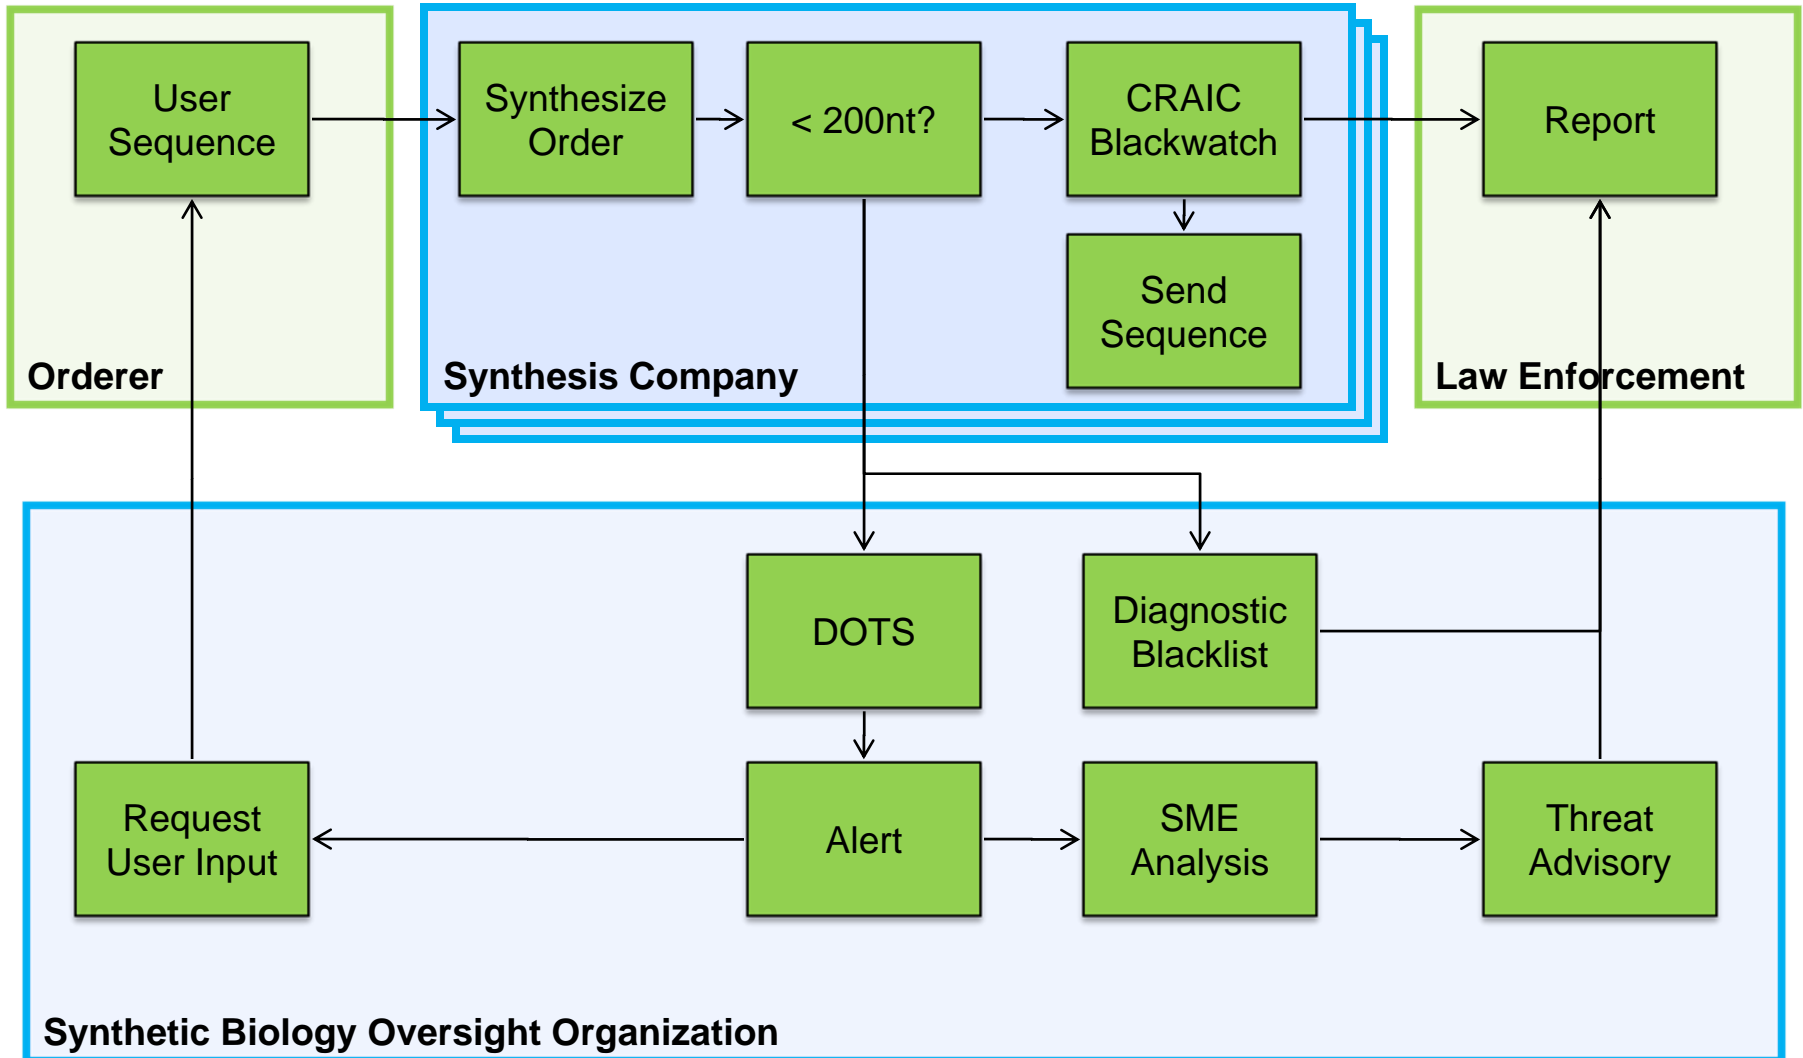 User
Sequence
Synthesize
Order
< 200nt?
CRAIC
Blackwatch
Report
Send
Sequence
Orderer
Synthesis Company
Law Enforcement
DOTS
Diagnostic
Blacklist
Request
User Input
Alert
SME
Analysis
Threat
Advisory
Synthetic Biology Oversight Organization